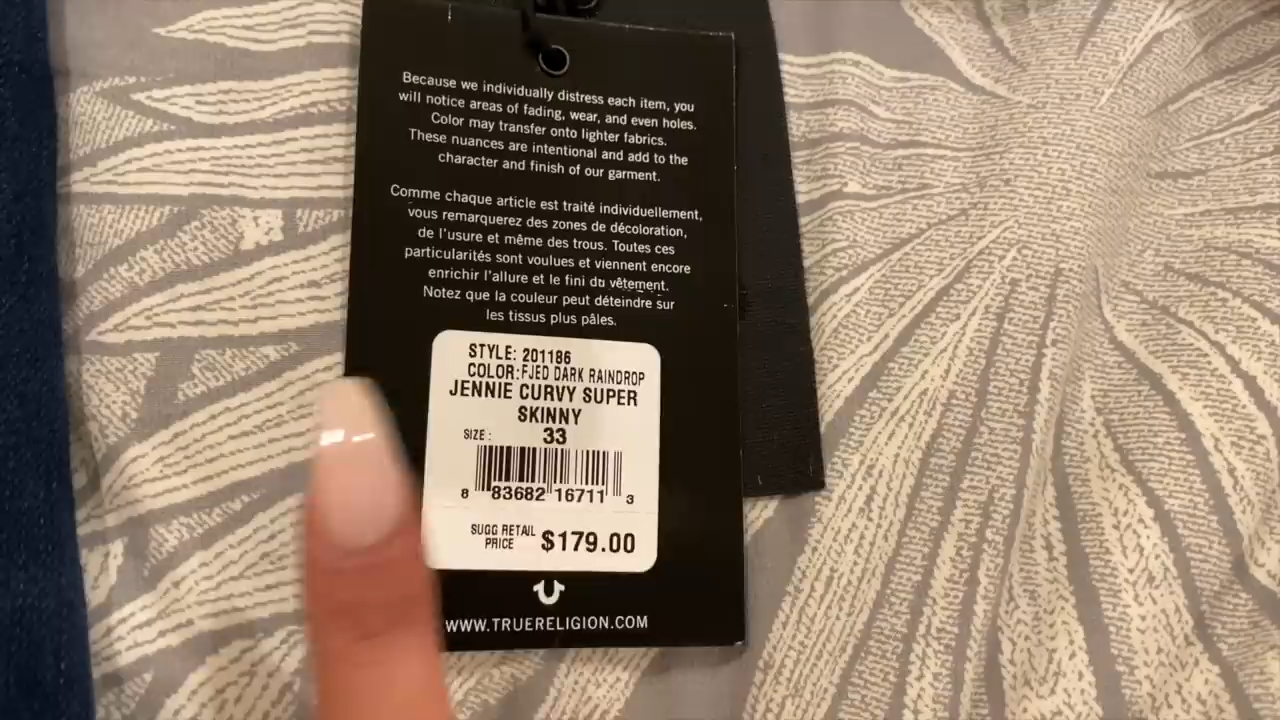 Because we individually distress each item, you
will notice areas of fading, wear, and even holes.
Color may transfer onto lighter fabrics.
These nuances are intentional and add to the
character and finish of our garment.
Comme chaque article est traité individuellement,
vous remarquerez des zones de décoloration,
de l'usure et même des trous. Toutes ces
particularités sont voulues et viennent encore
enrichir l'allure et le fini du vêtement.
Notez que la couleur peut déteindre sur
les tissus plus pâles.
STYLE: 201186
COLOR:FJED DARK RAINDROP
JENNIE CURVY SUPER
SKINNY
SIZE: 33
8 83682 16711 3
SUGG RETAIL
PRICE $179.00
WWW.TRUERELIGION.COM